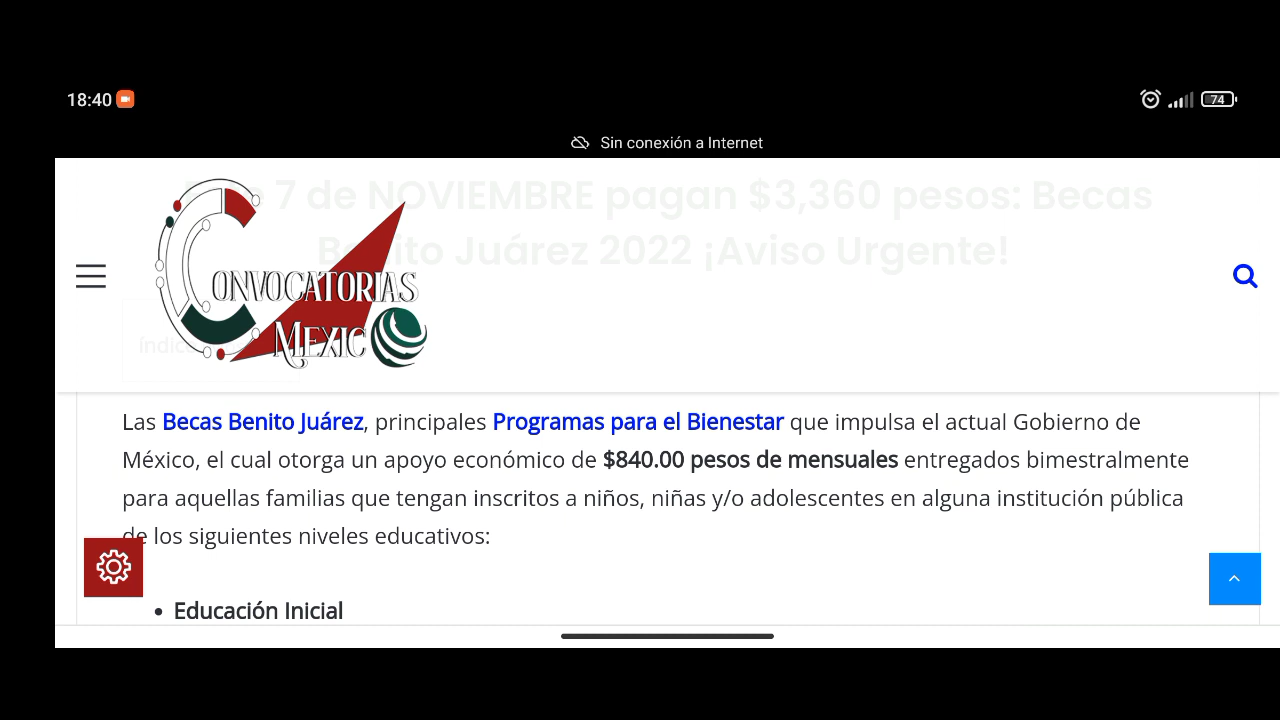 18:40
74
Sin conexión a Internet
7 de NOVIEMBRE pagan $3,360 pesos: Becas
Benito Juárez 2022 ¡Aviso Urgente!
CONVOCATORIAS
MEXICO
Las Becas Benito Juárez, principales Programas para el Bienestar que impulsa el actual Gobierno de
México, el cual otorga un apoyo económico de $840.00 pesos de mensuales entregados bimestralmente
para aquellas familias que tengan inscritos a niños, niñas y/o adolescentes en alguna institución pública
de los siguientes niveles educativos:
• Educación Inicial